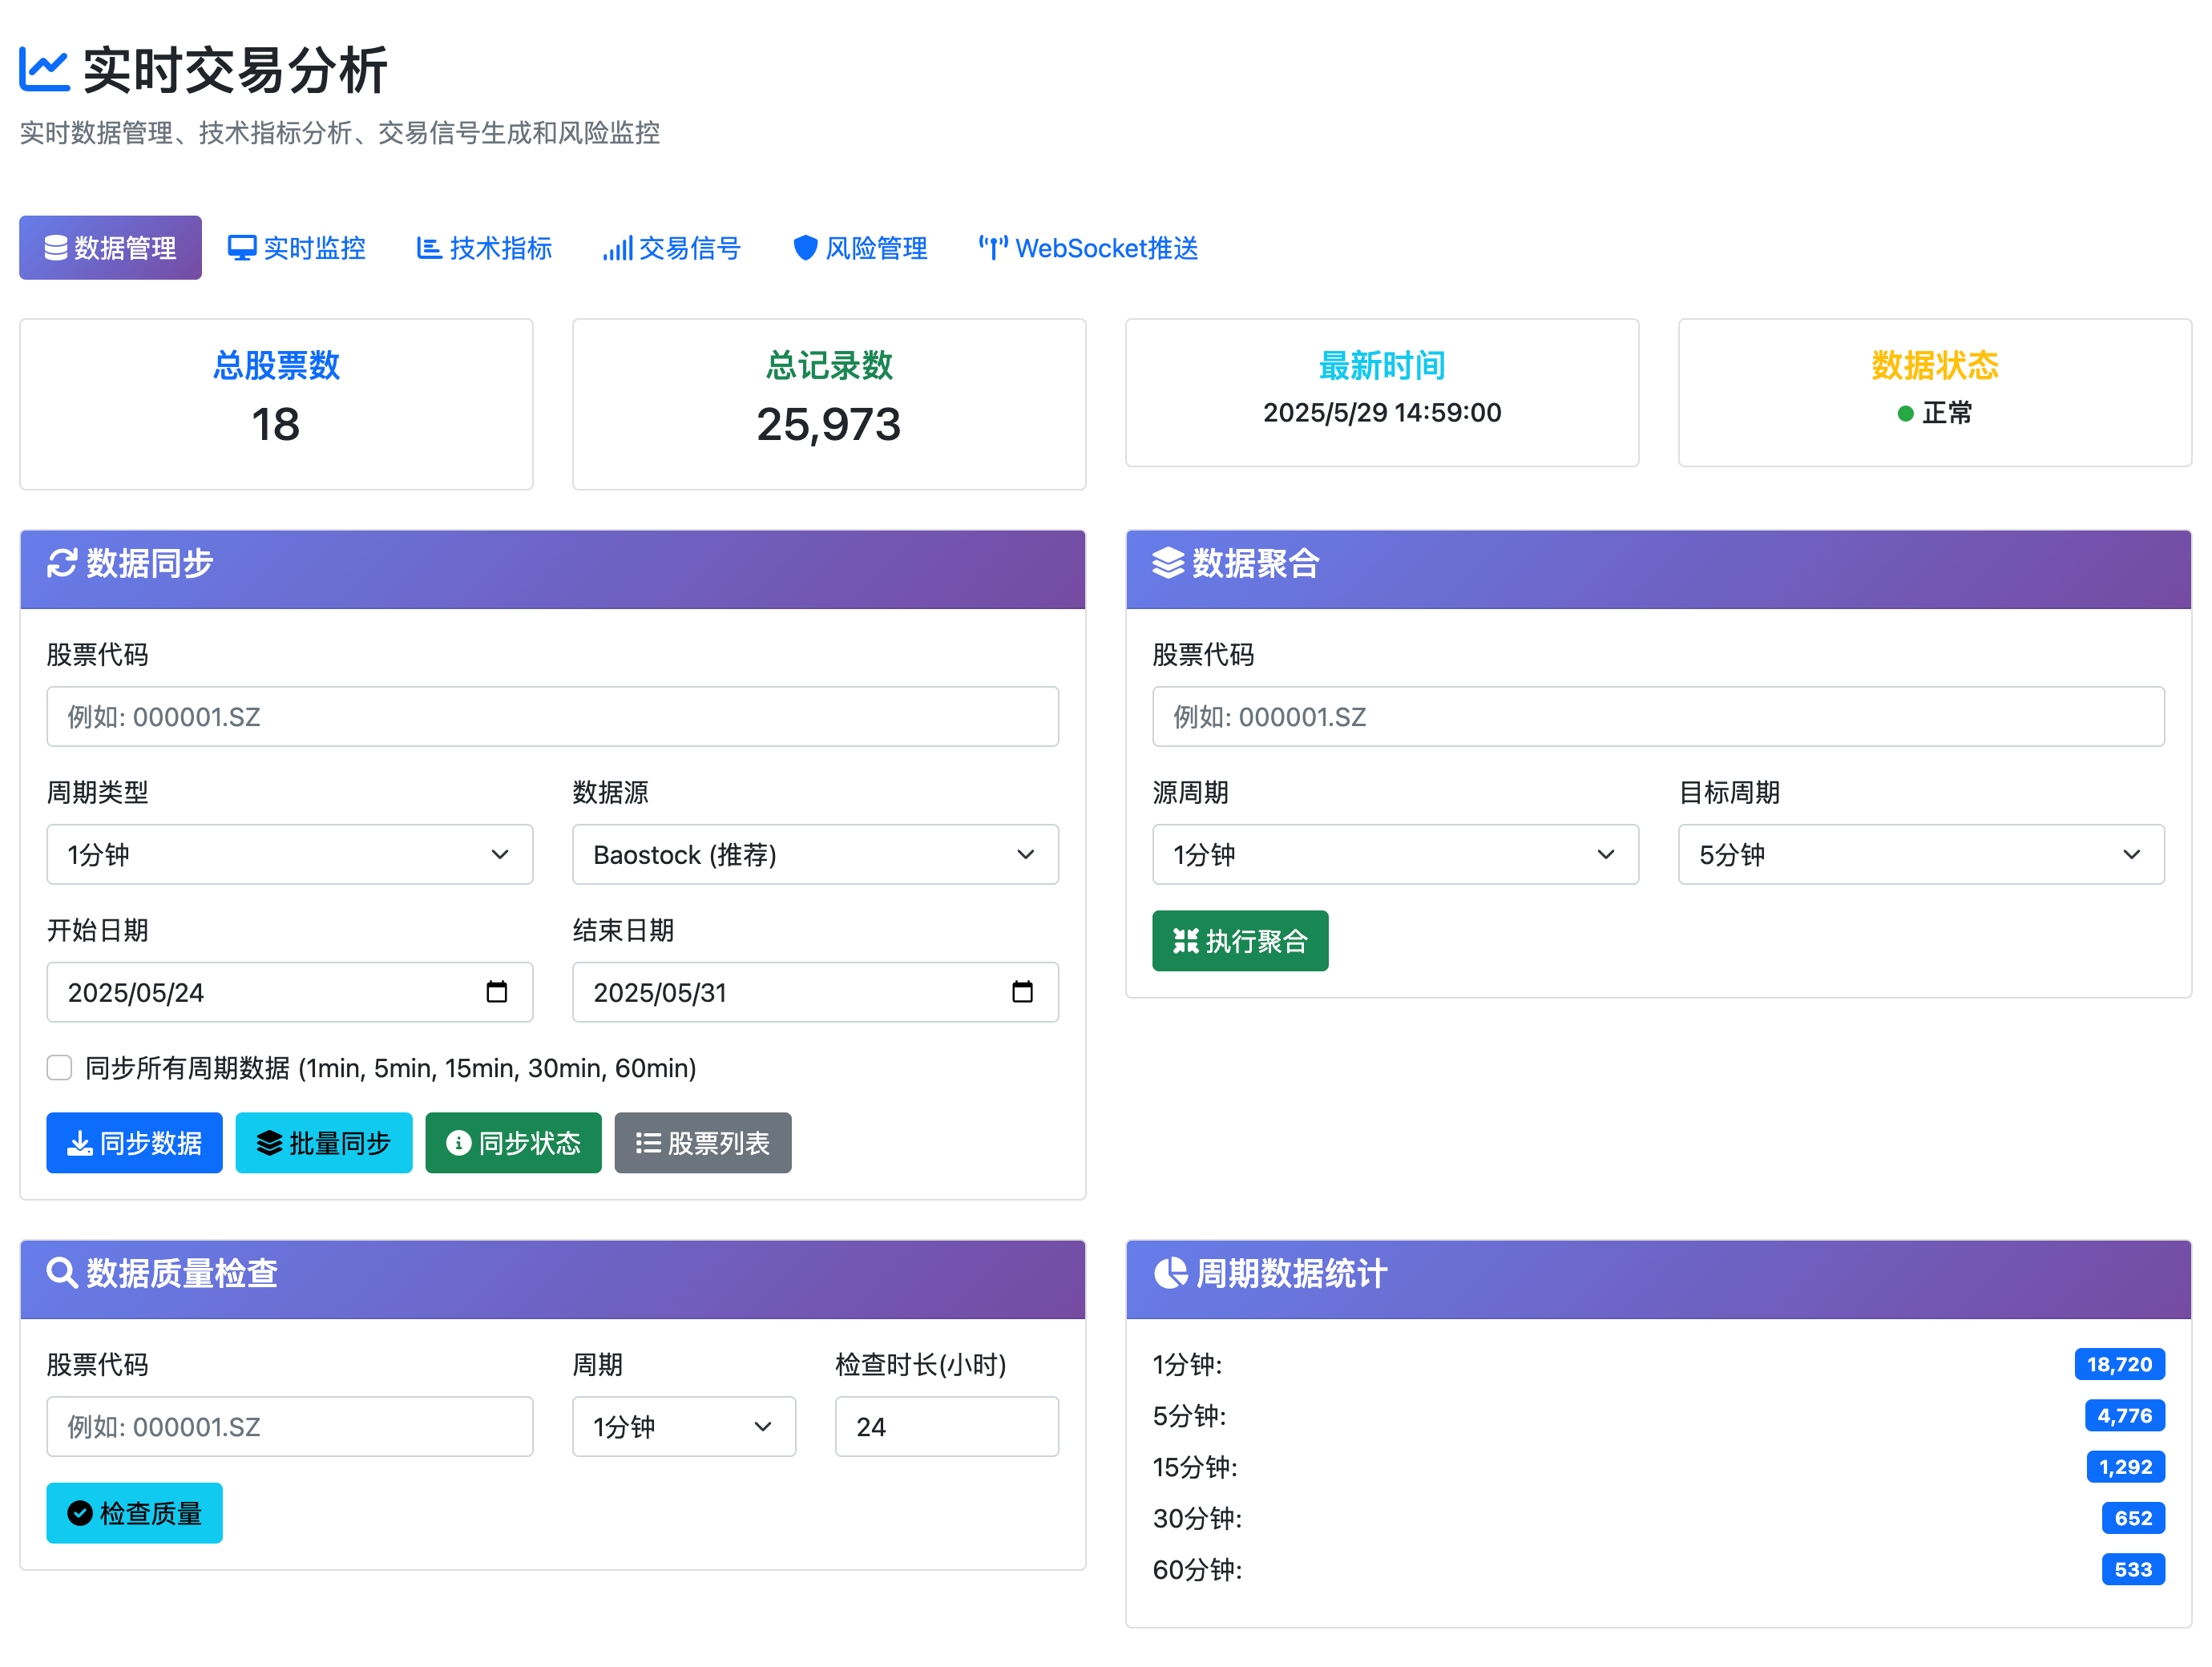 实时交易分析
实时数据管理、技术指标分析、交易信号生成和风险监控
数据管理 实时监控 技术指标 交易信号 风险管理 WebSocket推送
总股票数
18
总记录数
25,973
最新时间
2025/5/29 14:59:00
数据状态
正常
数据同步
股票代码
例如: 000001.SZ
周期类型 数据源
1分钟 Baostock (推荐)
开始日期 结束日期
2025/05/24 2025/05/31
同步所有周期数据 (1min, 5min, 15min, 30min, 60min)
同步数据 批量同步 同步状态 股票列表
数据聚合
股票代码
例如: 000001.SZ
源周期 目标周期
1分钟 5分钟
执行聚合
数据质量检查
股票代码 周期 检查时长(小时)
例如: 000001.SZ 1分钟 24
检查质量
周期数据统计
1分钟: 18,720
5分钟: 4,776
15分钟: 1,292
30分钟: 652
60分钟: 533